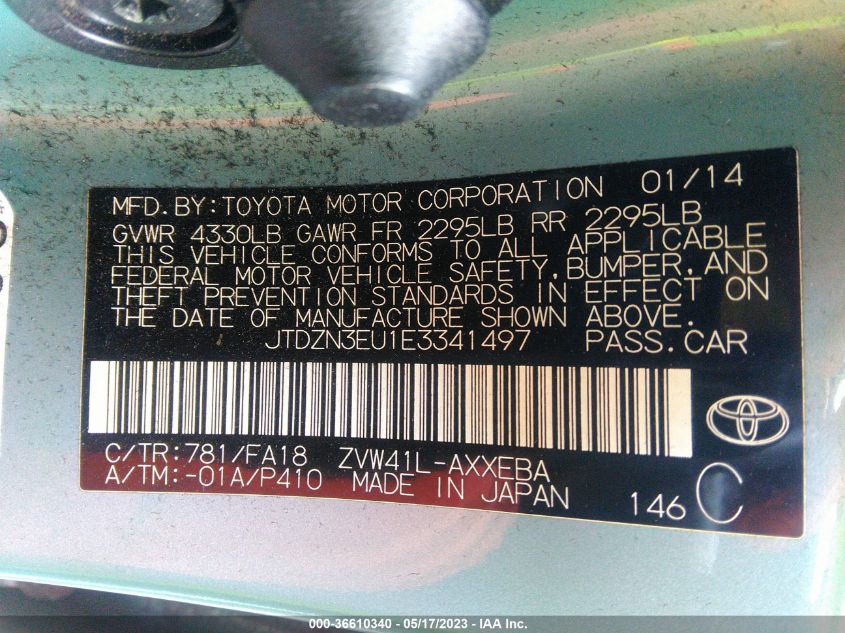 MFD. BY: TOYOTA MOTOR CORPORATION 01/14
GVWR 4330LB GAWR FR 2295LB RR 2295LB
THIS VEHICLE CONFORMS TO ALL APPLICABLE
FEDERAL MOTOR VEHICLE SAFETY, BUMPER, AND
THEFT PREVENTION STANDARDS IN EFFECT ON
THE DATE OF MANUFACTURE SHOWN ABOVE.
JTDZN3EU1E3341497 PASS. CAR
C/TR: 781/FA18 ZVW41L-AXXEBA
A/TM: -01A/P410 MADE IN JAPAN 146 C
000-36610340 - 05/17/2023 - IAA Inc.